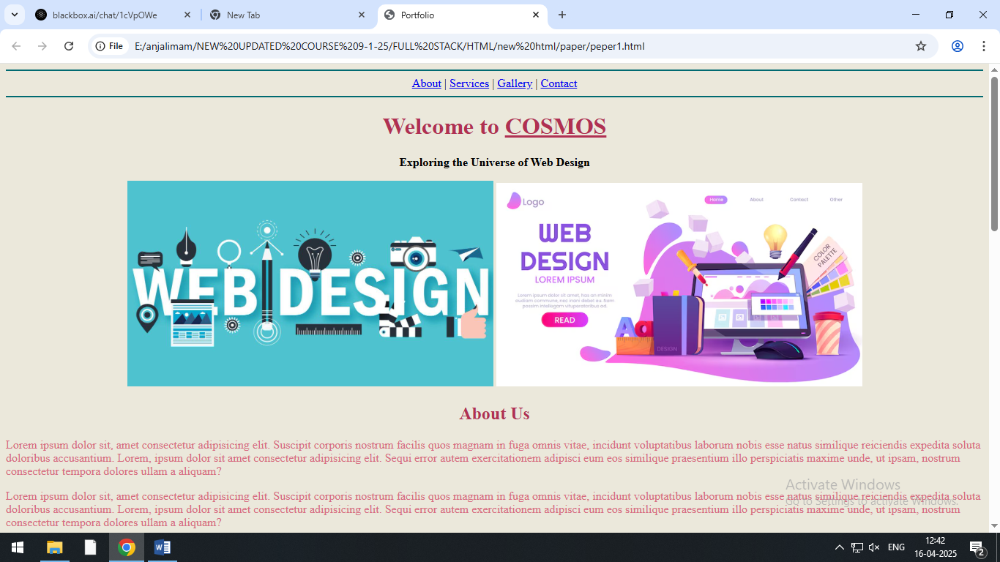 blackbox.ai/chat/1cVpOWe
New Tab
Portfolio
File
E:/anjalimam/NEW%20UPDATED%20COURSE%209-1-25/FULL%20STACK/HTML/new%20html/paper/peper1.html
About | Services | Gallery | Contact
Welcome to COSMOS
Exploring the Universe of Web Design
WEB DESIGN
Logo
Home
About
Contact
Other
WEB
DESIGN
LOREM IPSUM
Lorem ipsum dolor sit amet, has an minim
audiam commune, nec inani debet eu. Nam
possim intellegam vituperatoribus ad.
READ
COLOR
PALETTE
DESIGN
About Us
Lorem ipsum dolor sit, amet consectetur adipisicing elit. Suscipit corporis nostrum facilis quos magnam in fuga omnis vitae, incidunt voluptatibus laborum nobis esse natus similique reiciendis expedita soluta
doloribus accusantium. Lorem, ipsum dolor sit amet consectetur adipisicing elit. Sequi error autem exercitationem adipisci eum eos similique praesentium illo perspiciatis maxime unde, ut ipsam, nostrum
consectetur tempora dolores ullam a aliquam?
Lorem ipsum dolor sit, amet consectetur adipisicing elit. Suscipit corporis nostrum facilis quos magnam in fuga omnis vitae, incidunt voluptatibus laborum nobis esse natus similique reiciendis expedita soluta
doloribus accusantium. Lorem, ipsum dolor sit amet consectetur adipisicing elit. Sequi error autem exercitationem adipisci eum eos similique praesentium illo perspiciatis maxime unde, ut ipsam, nostrum
consectetur tempora dolores ullam a aliquam?
Activate Windows
Go to Settings to activate Windows.
ENG
12:42
16-04-2025
2